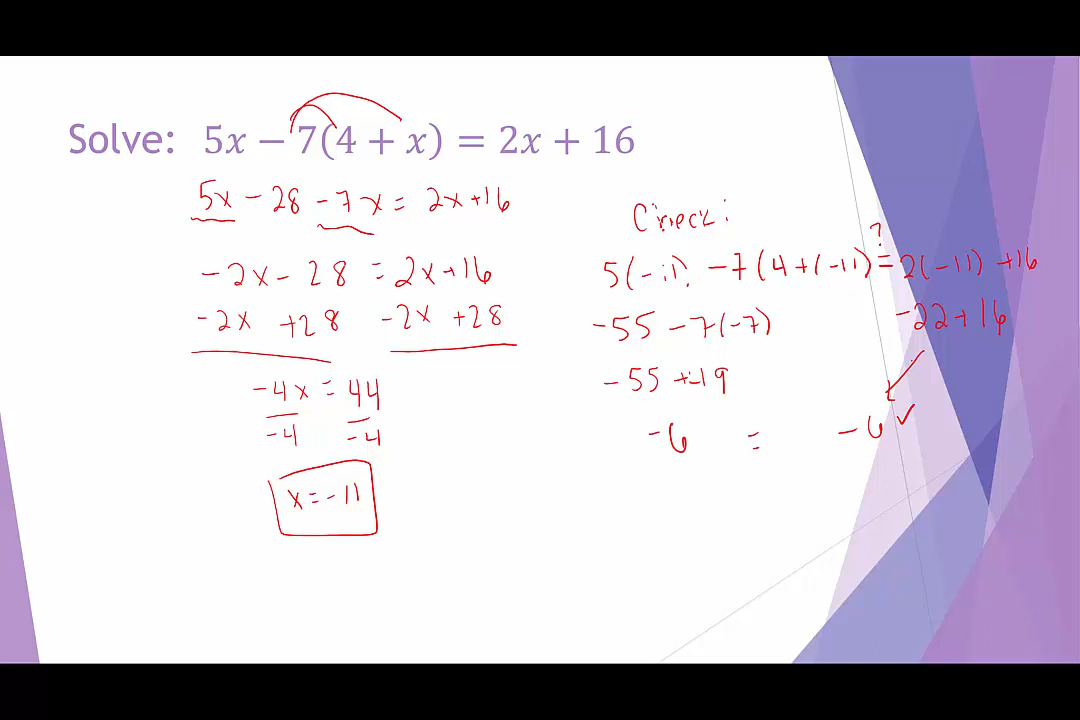 Solve: 5x − 7(4 + x) = 2x + 16
5x - 28 - 7x = 2x+16
-2x - 28 = 2x+16
-2x +28 -2x +28
-4x = 44
-4 -4
x = -11
Check:
5(-11) -7(4+(-11) ?= 2(-11) +16
-55 -7(-7) -22+16
-55 +49
-6 = -6 ✓